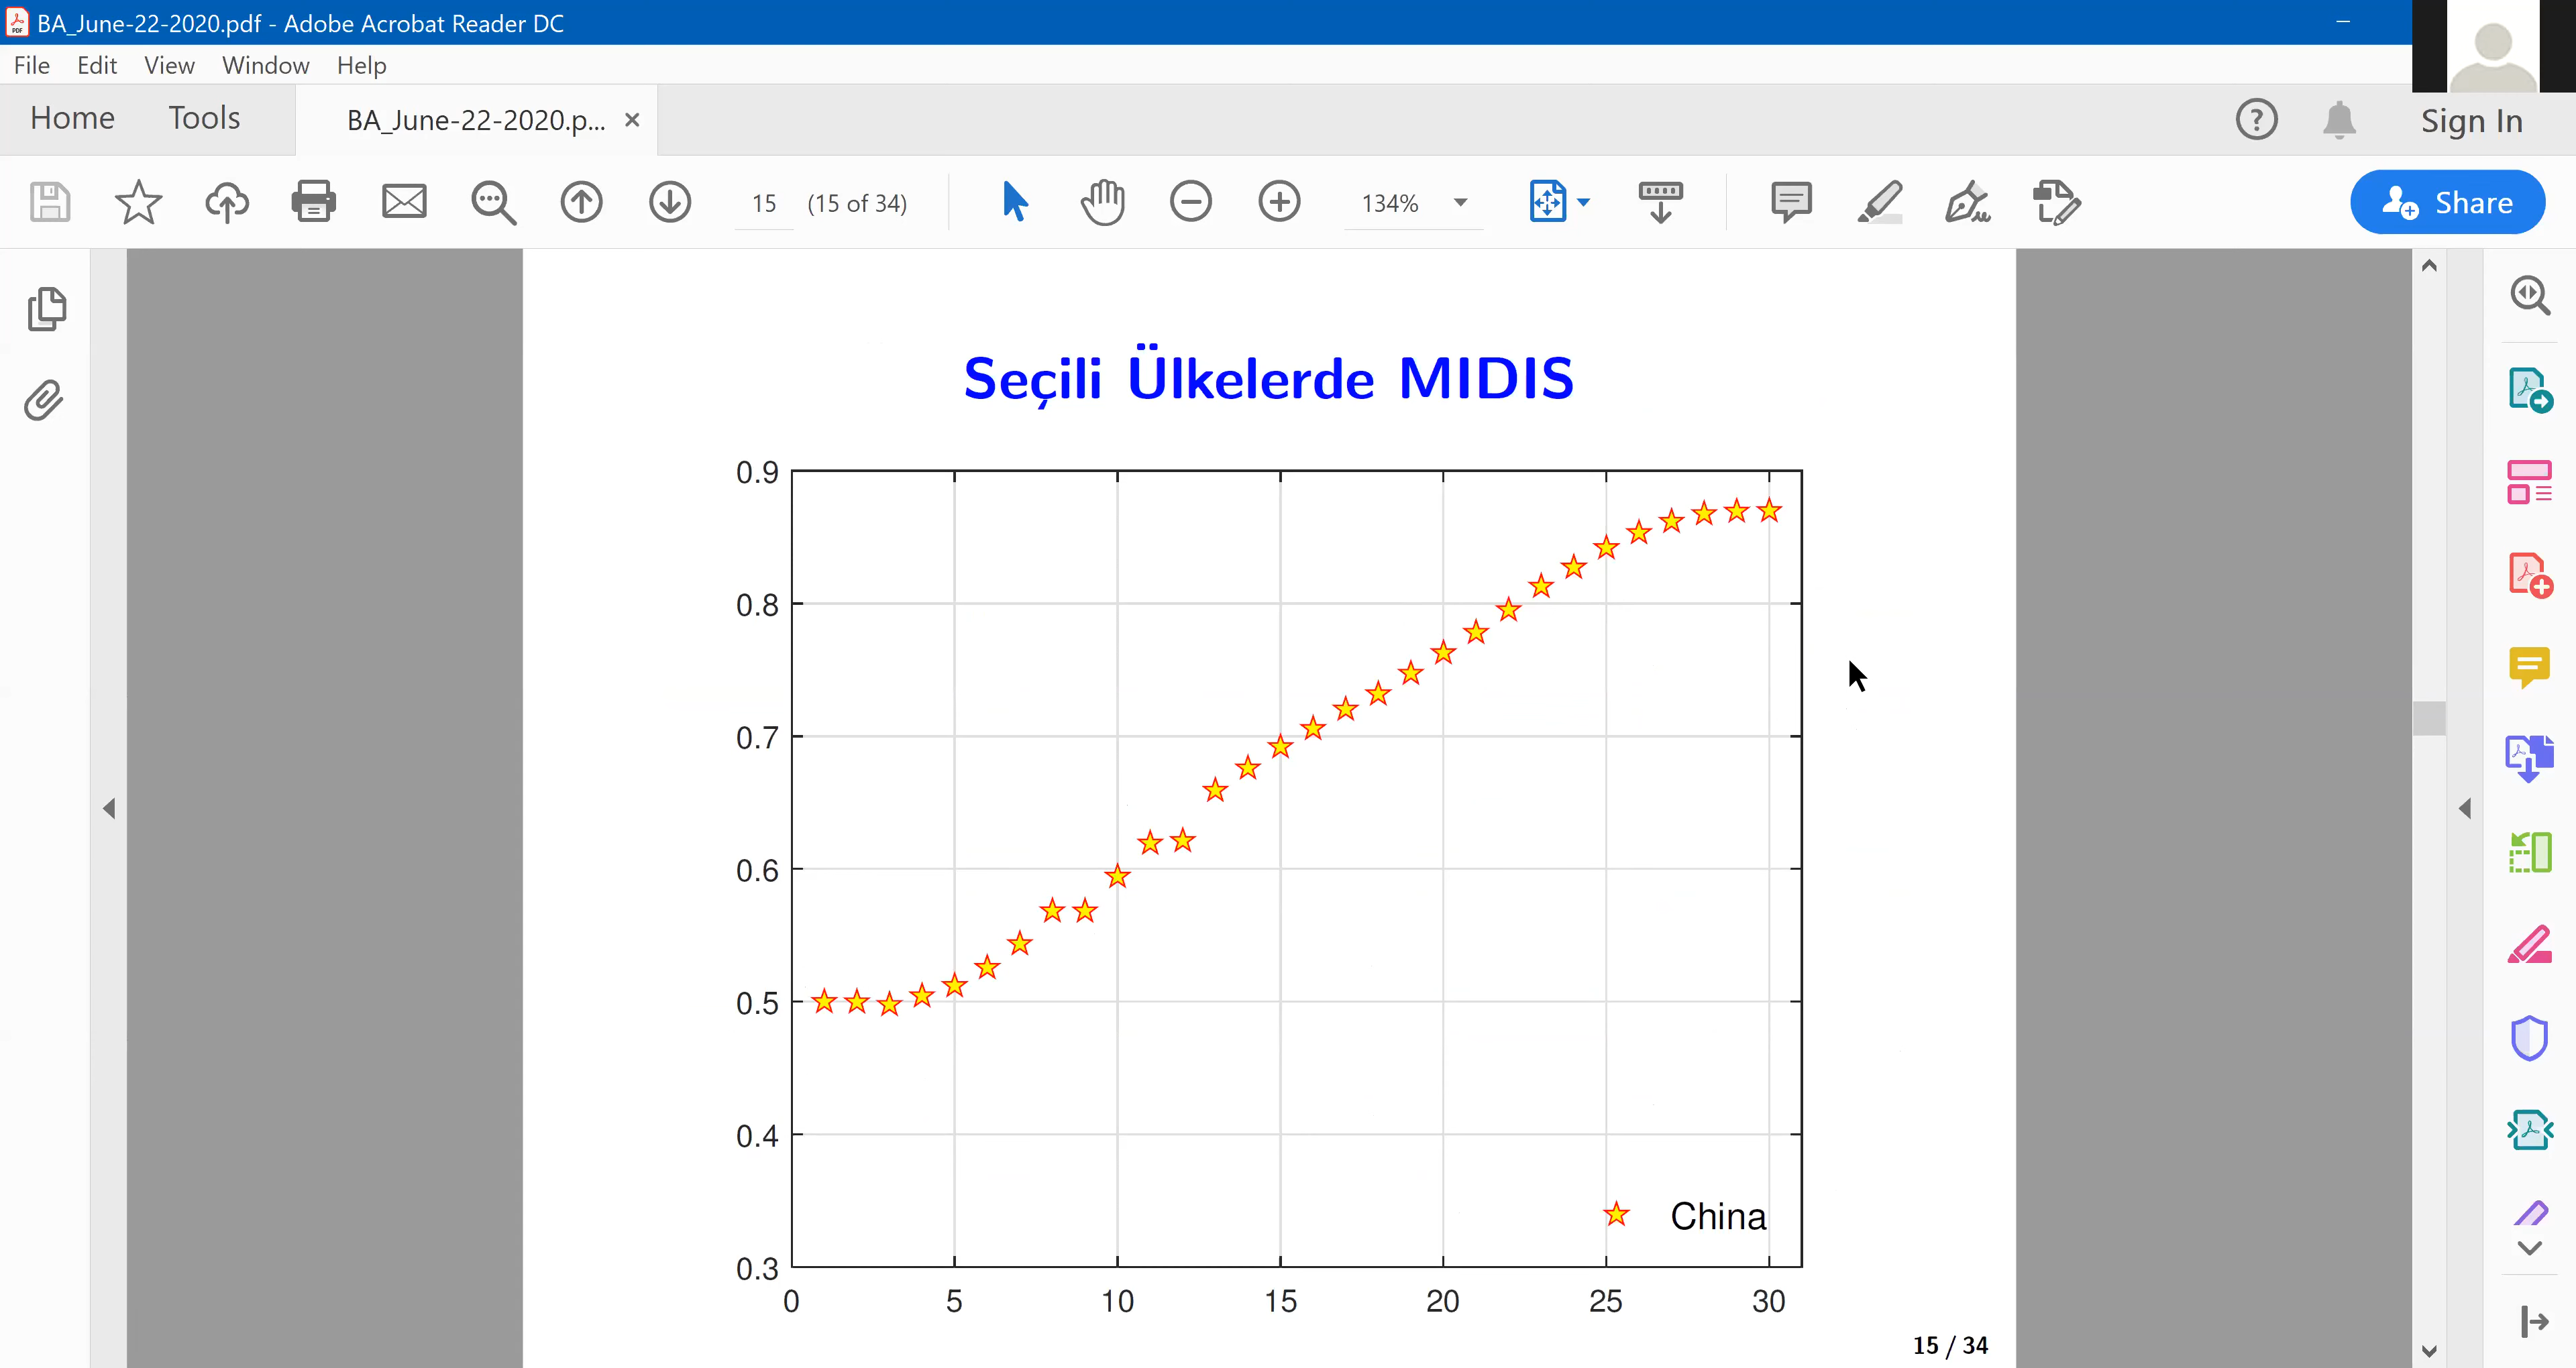 BA_June-22-2020.pdf - Adobe Acrobat Reader DC
File Edit View Window Help
Home Tools BA_June-22-2020.p... Sign In
15 (15 of 34) 134% Share
Seçili Ülkelerde MIDIS
0.9
0.8
0.7
0.6
0.5
0.4
China
0.3
0 5 10 15 20 25 30
15 / 34